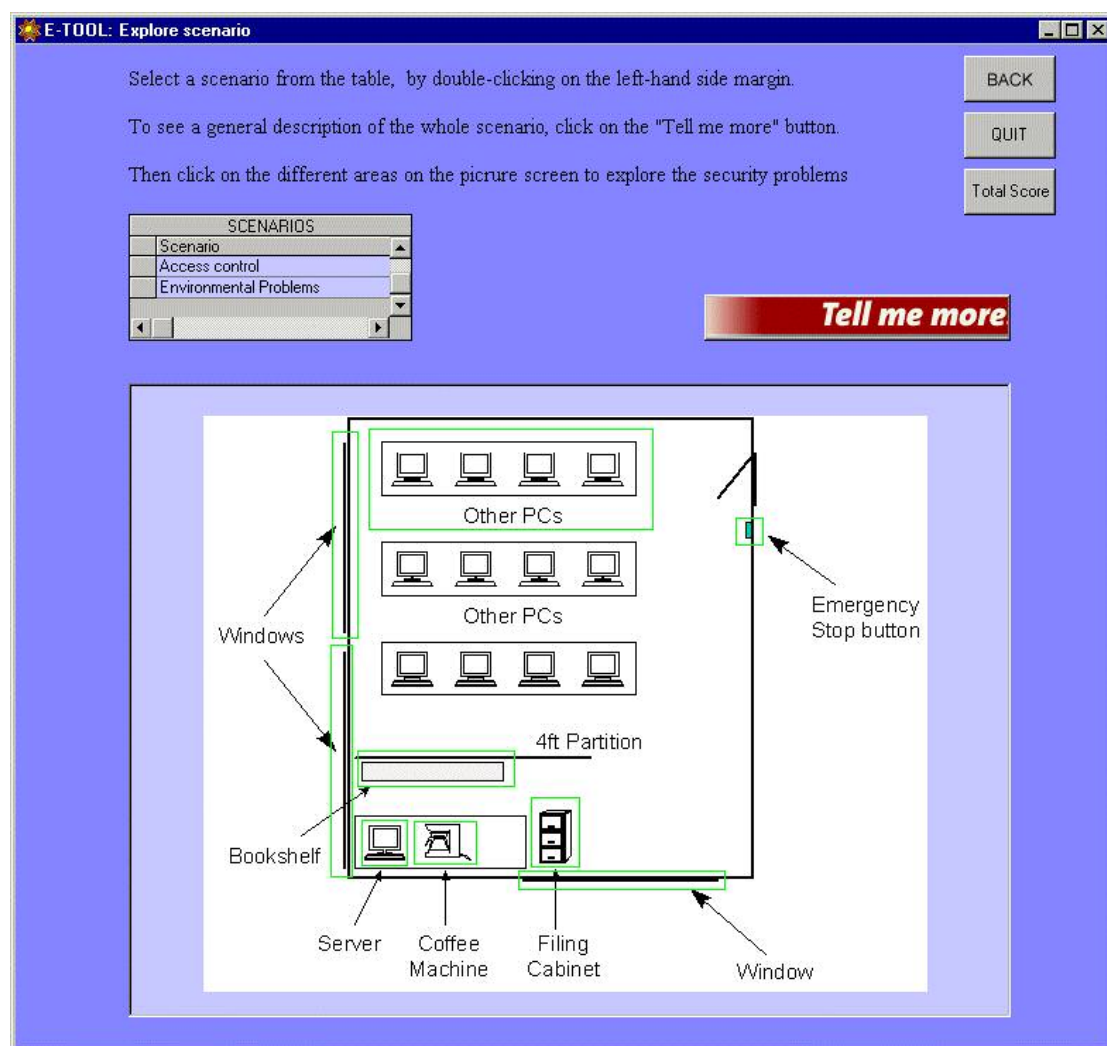 E-TOOL: Explore scenario
Select a scenario from the table, by double-clicking on the left-hand side margin.
BACK
To see a general description of the whole scenario, click on the "Tell me more" button.
QUIT
Then click on the different areas on the picrure screen to explore the security problems
Total Score
SCENARIOS
Scenario
Access control
Environmental Problems
Tell me more
Other PCs
Other PCs
Emergency
Stop button
Windows
4ft Partition
Bookshelf
Server
Coffee
Machine
Filing
Cabinet
Window